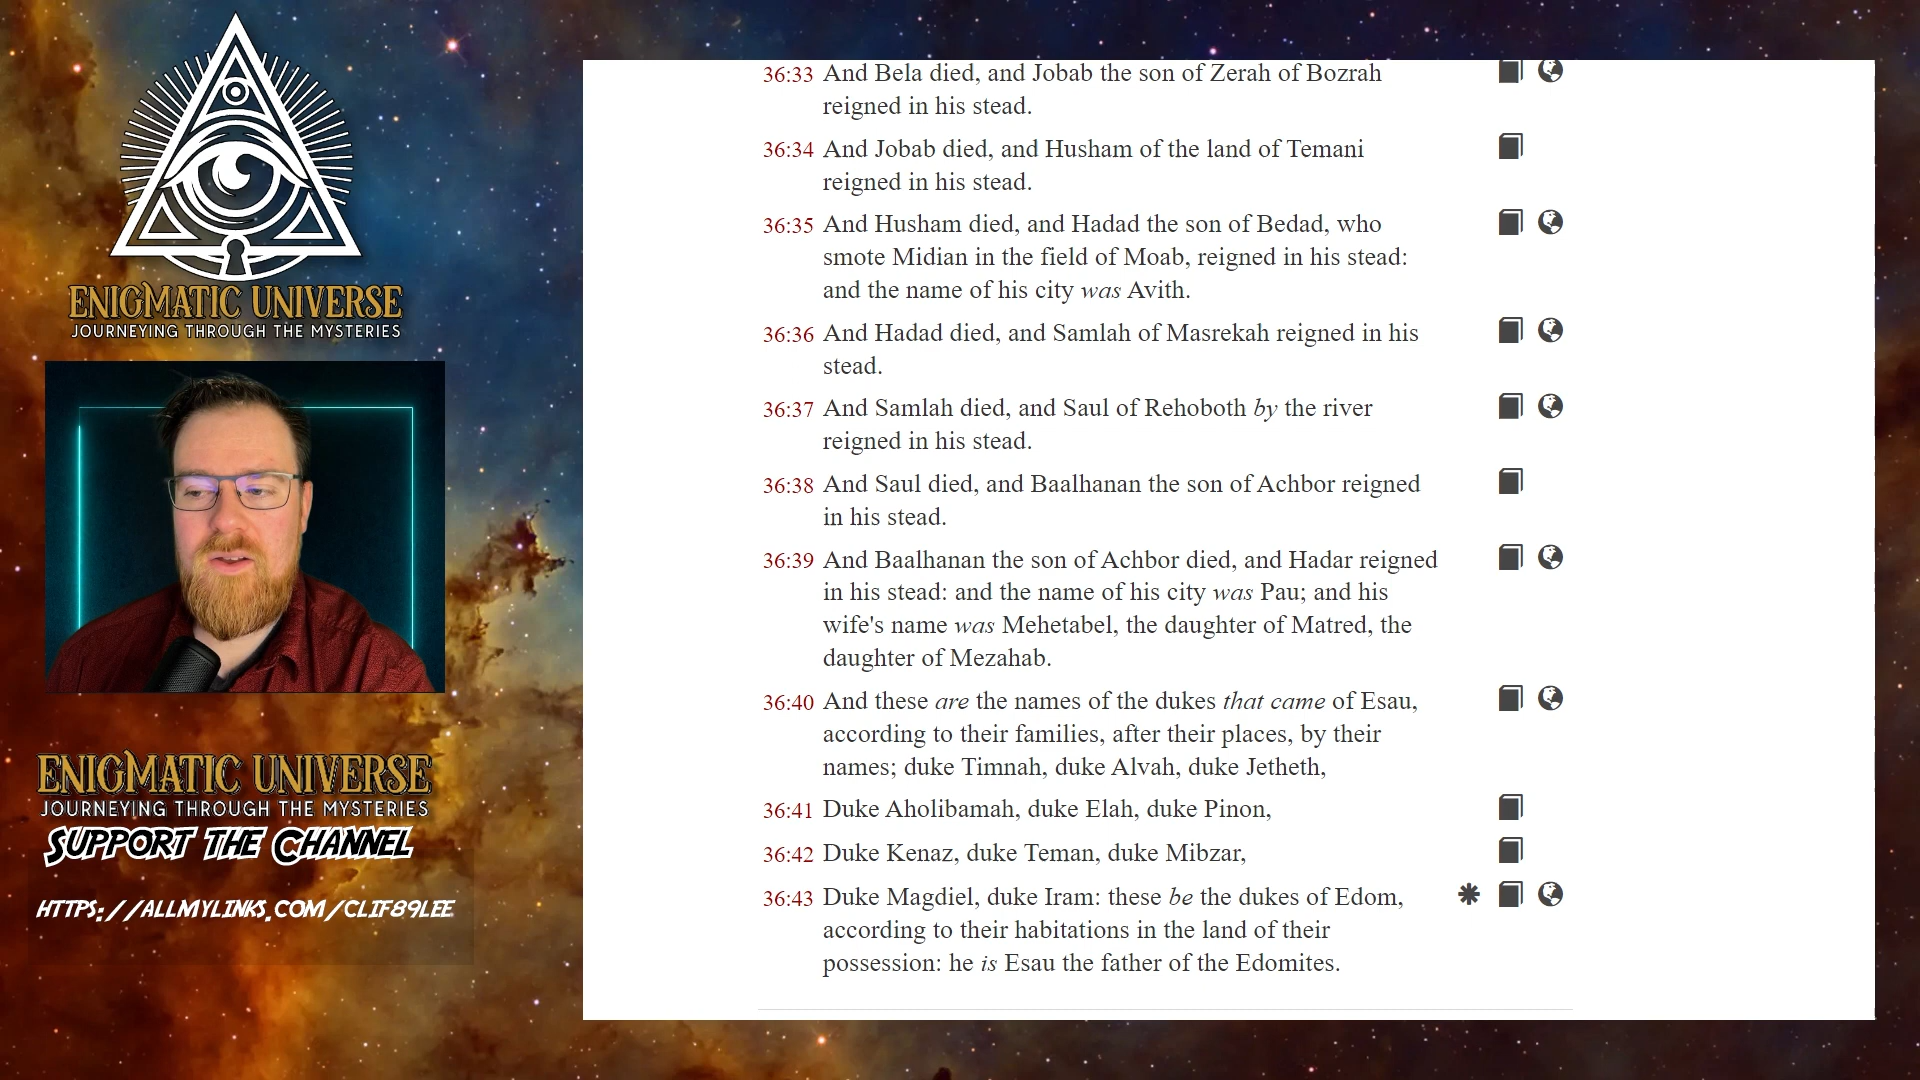 ENIGMATIC UNIVERSE
JOURNEYING THROUGH THE MYSTERIES
ENIGMATIC UNIVERSE
JOURNEYING THROUGH THE MYSTERIES
SUPPORT THE CHANNEL
HTTPS://ALLMYLINKS.COM/CLIF89LEE
36:33 And Bela died, and Jobab the son of Zerah of Bozrah
reigned in his stead.
36:34 And Jobab died, and Husham of the land of Temani
reigned in his stead.
36:35 And Husham died, and Hadad the son of Bedad, who
smote Midian in the field of Moab, reigned in his stead:
and the name of his city was Avith.
36:36 And Hadad died, and Samlah of Masrekah reigned in his
stead.
36:37 And Samlah died, and Saul of Rehoboth by the river
reigned in his stead.
36:38 And Saul died, and Baalhanan the son of Achbor reigned
in his stead.
36:39 And Baalhanan the son of Achbor died, and Hadar reigned
in his stead: and the name of his city was Pau; and his
wife's name was Mehetabel, the daughter of Matred, the
daughter of Mezahab.
36:40 And these are the names of the dukes that came of Esau,
according to their families, after their places, by their
names; duke Timnah, duke Alvah, duke Jetheth,
36:41 Duke Aholibamah, duke Elah, duke Pinon,
36:42 Duke Kenaz, duke Teman, duke Mibzar,
36:43 Duke Magdiel, duke Iram: these be the dukes of Edom,
according to their habitations in the land of their
possession: he is Esau the father of the Edomites.